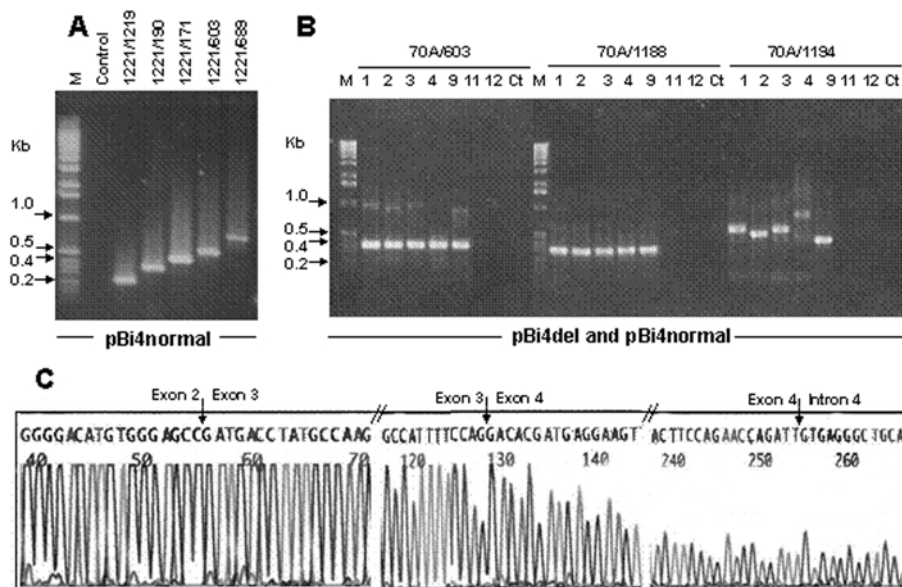 A
B
M
Control
1221/1219
1221/190
1221/171
1221/603
1221/689
70A/603
70A/1188
70A/1194
M 1 2 3 4 9 11 12 Ct
M 1 2 3 4 9 11 12 Ct
1 2 3 4 9 11 12 Ct
Kb
1.0
0.5
0.4
0.2
Kb
1.0
0.5
0.4
0.2
pBi4normal
pBi4del and pBi4normal
C
Exon 2 Exon 3
Exon 3 Exon 4
Exon 4 Intron 4
GGGGACATGTGGGAGCCGATGACCTATGCCAAG
GCCATTTTCCAGGACACGATGAGGAAGT
ACTTCCAGAACCAGATTGTGAGGGCTGCA
40 50 60 70
120 130 140
240 250 260